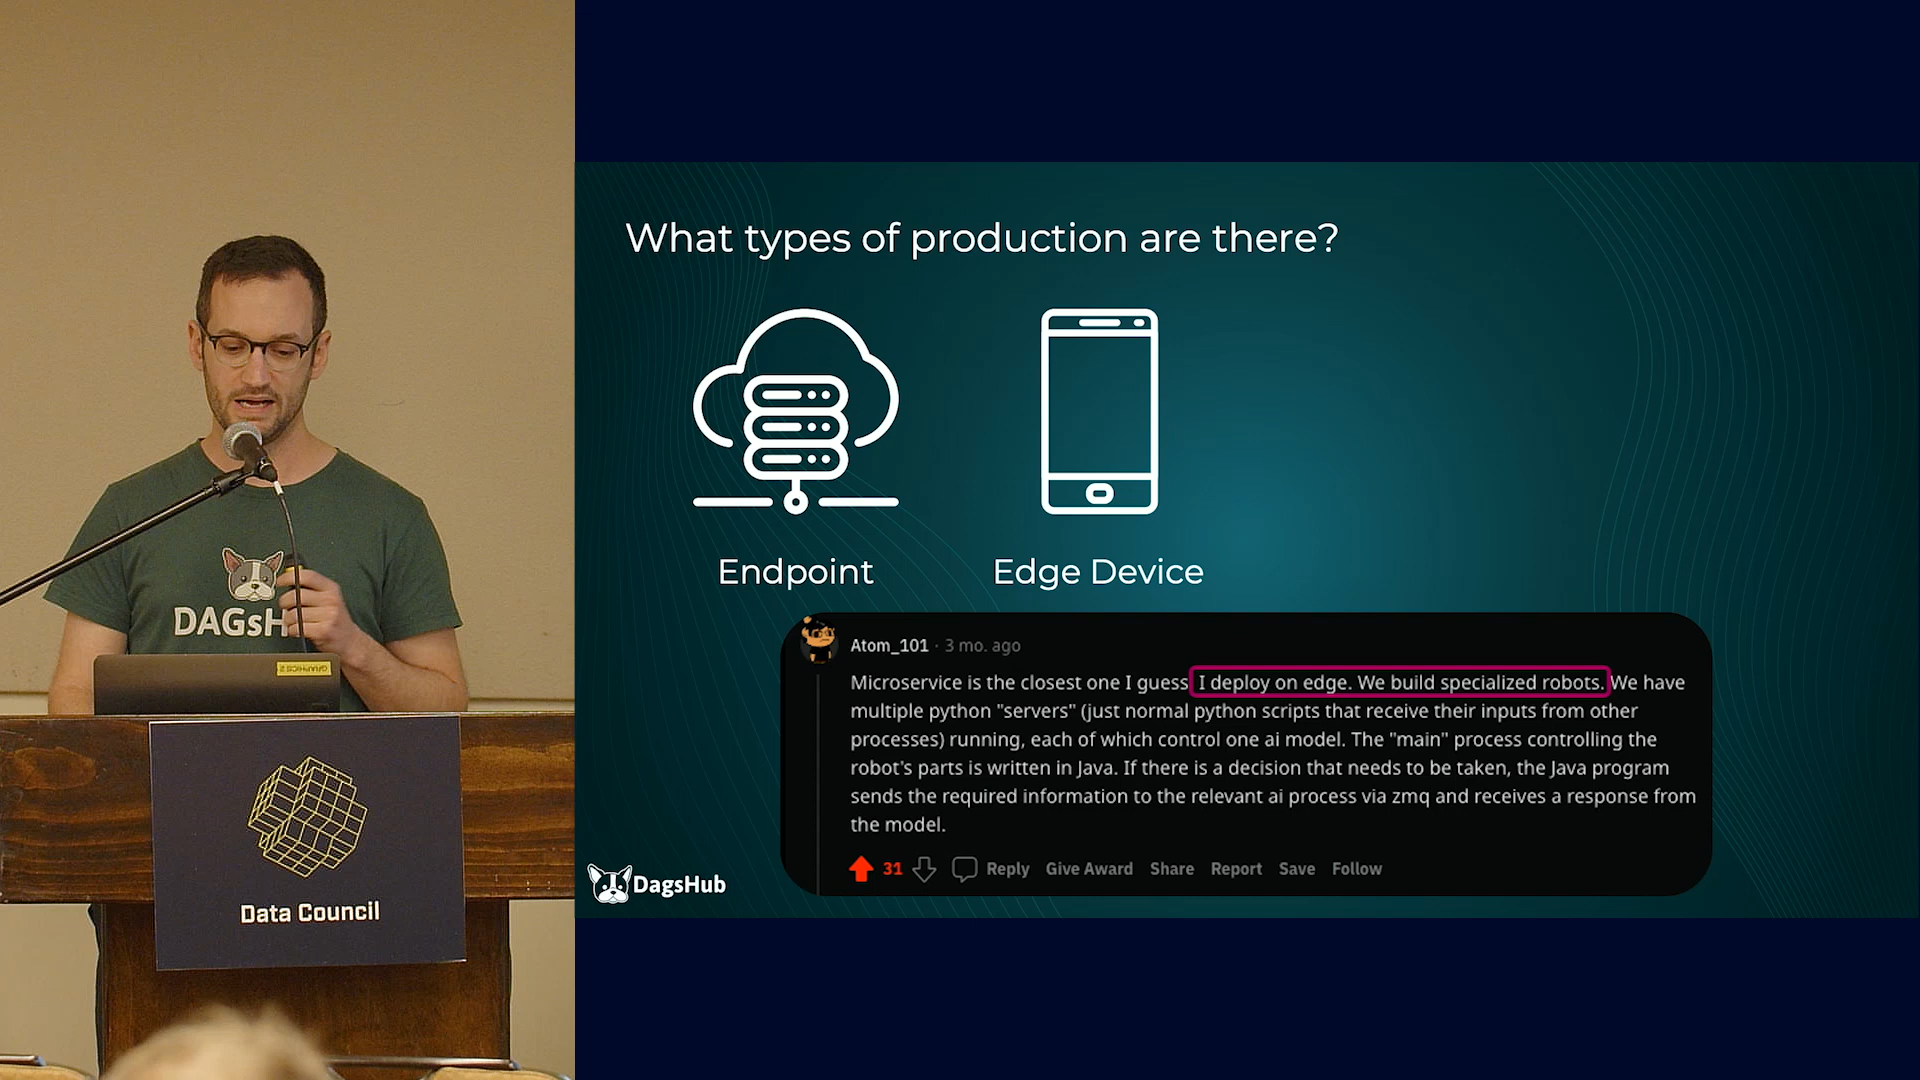 What types of production are there?
Endpoint
Edge Device
Atom_101 · 3 mo. ago
Microservice is the closest one I guess I deploy on edge. We build specialized robots. We have
multiple python "servers" (just normal python scripts that receive their inputs from other
processes) running, each of which control one ai model. The "main" process controlling the
robot's parts is written in Java. If there is a decision that needs to be taken, the Java program
sends the required information to the relevant ai process via zmq and receives a response from
the model.
31 Reply Give Award Share Report Save Follow
DagsHub
DAGsH
GRAPHICS 2
Data Council